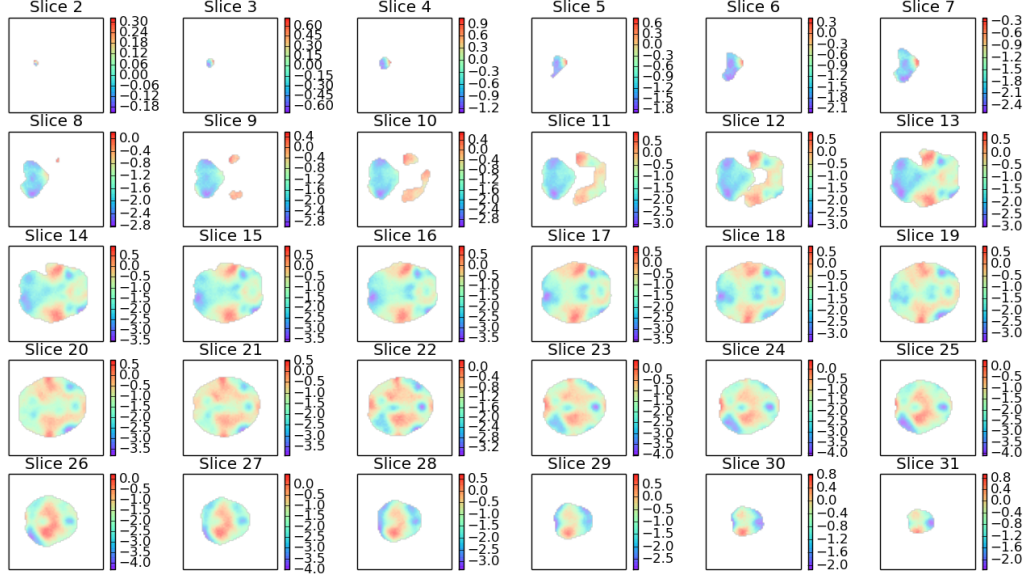 Slice 2 Slice 3 Slice 4 Slice 5 Slice 6 Slice 7
0.30 0.60 0.9 0.6 0.3 −0.3
0.24 0.45 0.6 0.3 0.0 −0.6
0.18 0.30 0.3 0.0 −0.3 −0.9
0.12 0.15 0.0 −0.3 −0.6 −1.2
0.06 0.00 −0.3 −0.6 −0.9 −1.5
0.00 −0.15 −0.6 −0.9 −1.2 −1.8
−0.06 −0.30 −0.9 −1.2 −1.5 −2.1
−0.12 −0.45 −1.2 −1.5 −1.8 −2.4
−0.18 −0.60 −1.8 −2.1
Slice 8 Slice 9 Slice 10 Slice 11 Slice 12 Slice 13
0.0 0.4 0.4 0.5 0.5 0.5
−0.4 0.0 0.0 0.0 0.0 0.0
−0.8 −0.4 −0.4 −0.5 −0.5 −0.5
−1.2 −0.8 −0.8 −1.0 −1.0 −1.0
−1.6 −1.2 −1.2 −1.5 −1.5 −1.5
−2.0 −1.6 −1.6 −2.0 −2.0 −2.0
−2.4 −2.0 −2.0 −2.5 −2.5 −2.5
−2.8 −2.4 −2.4 −3.0 −3.0 −3.0
−2.8 −2.8
Slice 14 Slice 15 Slice 16 Slice 17 Slice 18 Slice 19
0.5 0.5 0.5 0.5 0.5 0.5
0.0 0.0 0.0 0.0 0.0 0.0
−0.5 −0.5 −0.5 −0.5 −0.5 −0.5
−1.0 −1.0 −1.0 −1.0 −1.0 −1.0
−1.5 −1.5 −1.5 −1.5 −1.5 −1.5
−2.0 −2.0 −2.0 −2.0 −2.0 −2.0
−2.5 −2.5 −2.5 −2.5 −2.5 −2.5
−3.0 −3.0 −3.0 −3.0 −3.0 −3.0
−3.5 −3.5 −3.5 −3.5
Slice 20 Slice 21 Slice 22 Slice 23 Slice 24 Slice 25
0.5 0.5 0.4 0.0 0.0 0.0
0.0 0.0 0.0 −0.5 −0.5 −0.5
−0.5 −0.5 −0.4 −1.0 −1.0 −1.0
−1.0 −1.0 −0.8 −1.5 −1.5 −1.5
−1.5 −1.5 −1.2 −2.0 −2.0 −2.0
−2.0 −2.0 −1.6 −2.5 −2.5 −2.5
−2.5 −2.5 −2.0 −3.0 −3.0 −3.0
−3.0 −3.0 −2.4 −3.5 −3.5 −3.5
−3.5 −3.5 −2.8 −4.0 −4.0 −4.0
−3.2
Slice 26 Slice 27 Slice 28 Slice 29 Slice 30 Slice 31
0.0 0.0 0.5 0.5 0.8 0.8
−0.5 −0.5 0.0 0.0 0.4 0.4
−1.0 −1.0 −0.5 −0.5 0.0 0.0
−1.5 −1.5 −1.0 −1.0 −0.4 −0.4
−2.0 −2.0 −1.5 −1.5 −0.8 −0.8
−2.5 −2.5 −2.0 −2.0 −1.2 −1.2
−3.0 −3.0 −2.5 −2.5 −1.6 −1.6
−3.5 −3.5 −3.0 −2.0 −2.0
−4.0 −4.0